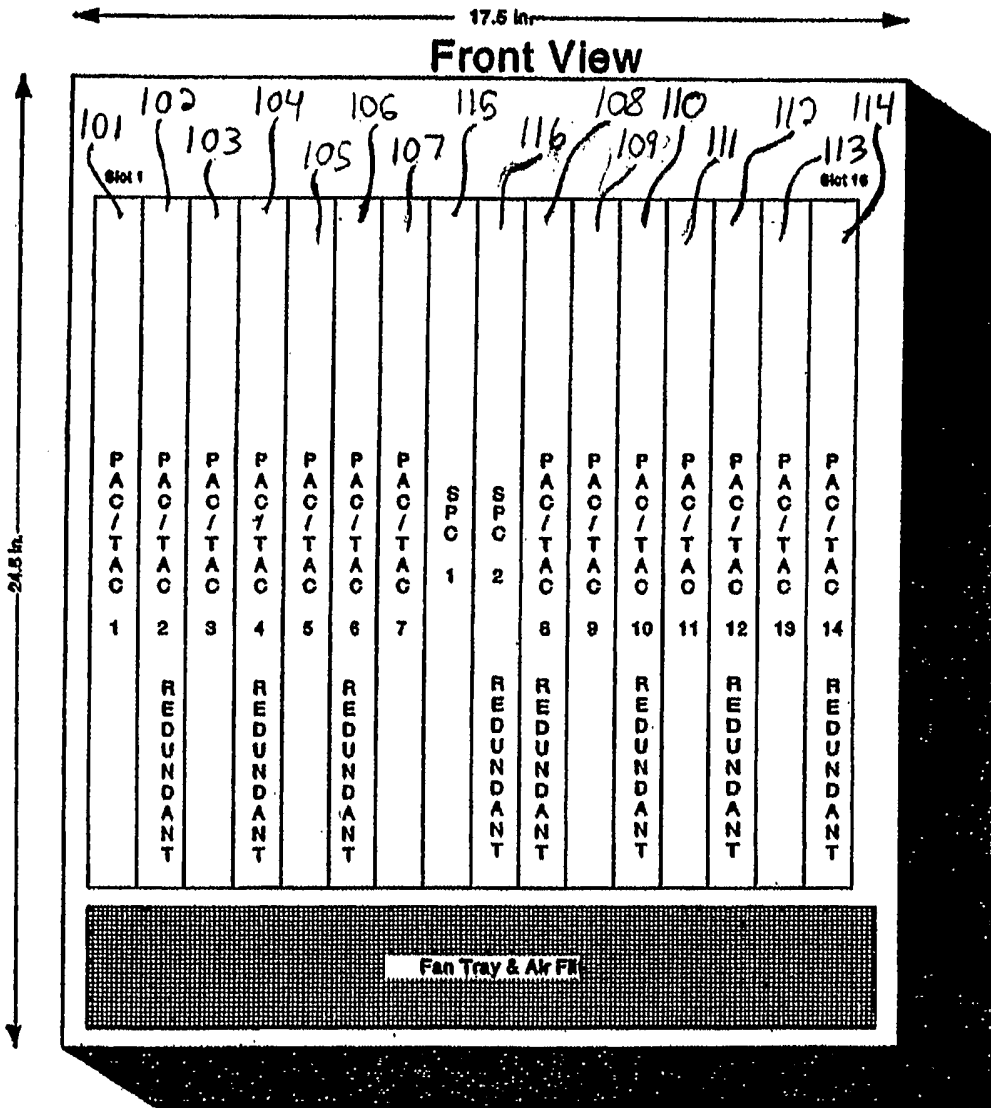 17.5 in.
Front View
101
102
103
104
105
106
107
115
116
108
109
110
111
112
113
114
Slot 1
Slot 16
24.5 in.
PAC/TAC 1
PAC/TAC 2 REDUNDANT
PAC/TAC 3
PAC/TAC 4 REDUNDANT
PAC/TAC 5
PAC/TAC 6 REDUNDANT
PAC/TAC 7
SPC 1
SPC 2 REDUNDANT
PAC/TAC 8 REDUNDANT
PAC/TAC 9
PAC/TAC 10 REDUNDANT
PAC/TAC 11
PAC/TAC 12 REDUNDANT
PAC/TAC 13
PAC/TAC 14 REDUNDANT
Fan Tray & Air Fil